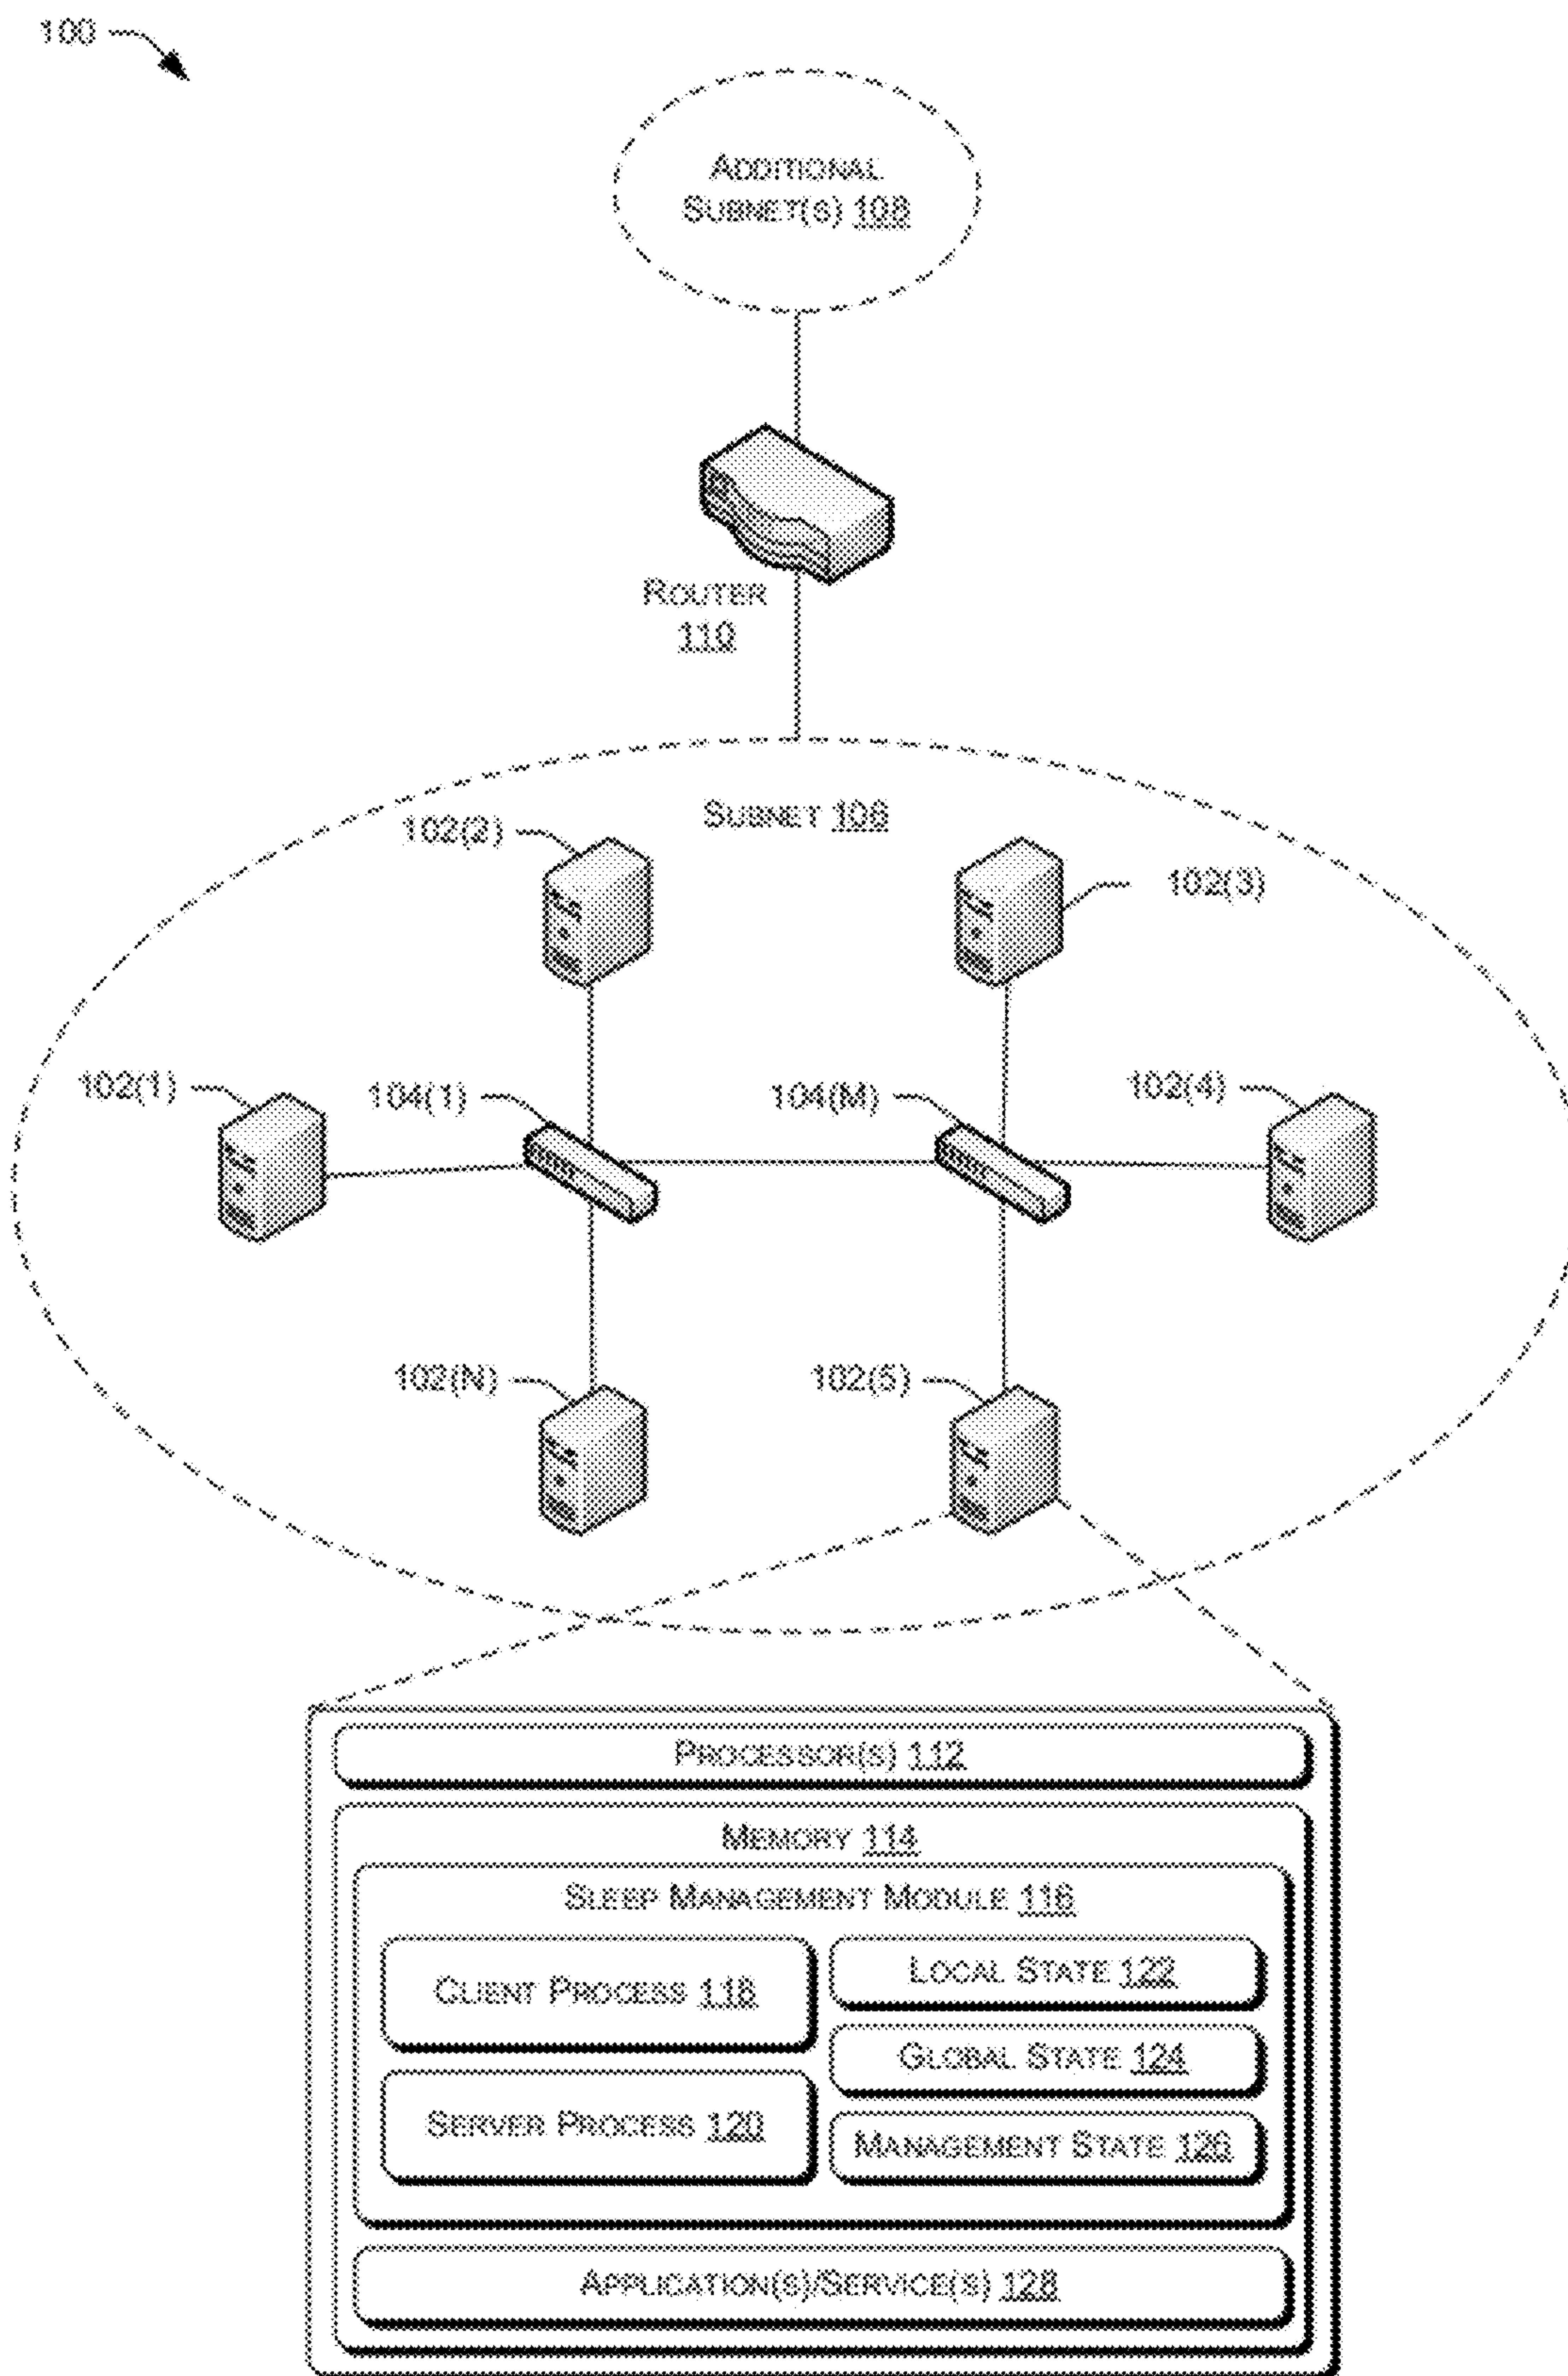 100
ADDITIONAL
SUBNET(S) 108
ROUTER
110
SUBNET 106
102(2)
102(3)
102(1)
104(1)
104(M)
102(4)
102(N)
102(5)
PROCESSOR(S) 112
MEMORY 114
SLEEP MANAGEMENT MODULE 116
CLIENT PROCESS 118
LOCAL STATE 122
GLOBAL STATE 124
SERVER PROCESS 120
MANAGEMENT STATE 126
APPLICATION(S)/SERVICE(S) 128